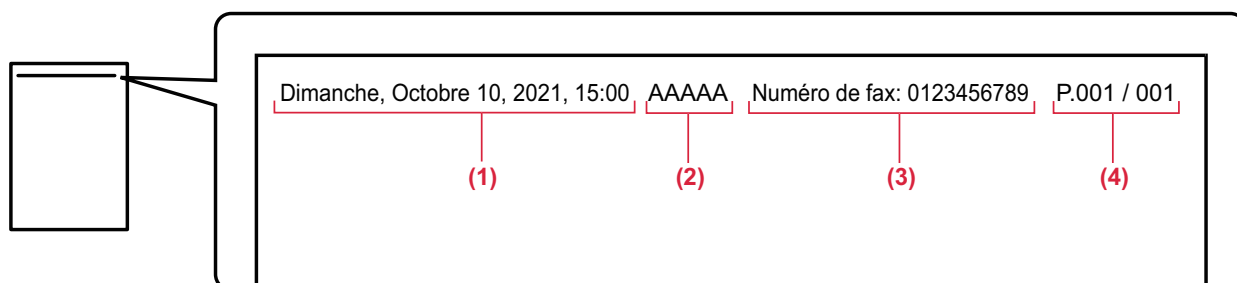 Dimanche, Octobre 10, 2021, 15:00 AAAAA Numéro de fax: 0123456789 P.001 / 001
(1) (2) (3) (4)